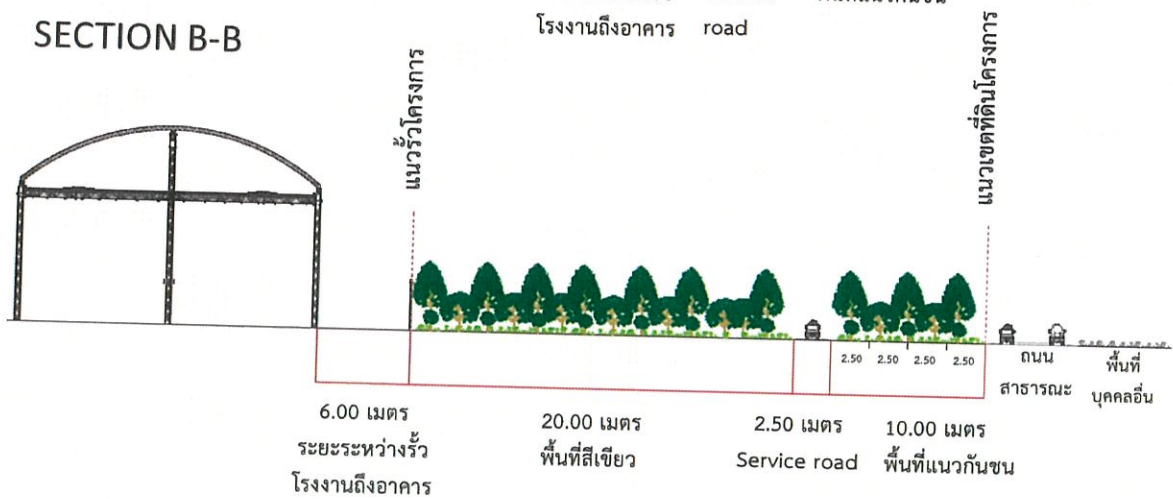 โรงงานถึงอาคาร road
SECTION B-B
แนวรั้วโครงการ
แนวเขตที่ดินโครงการ
2.50 2.50 2.50 2.50
ถนน
สาธารณะ
พื้นที่
บุคคลอื่น
6.00 เมตร
ระยะระหว่างรั้ว
โรงงานถึงอาคาร
20.00 เมตร
พื้นที่สีเขียว
2.50 เมตร
Service road
10.00 เมตร
พื้นที่แนวกันชน